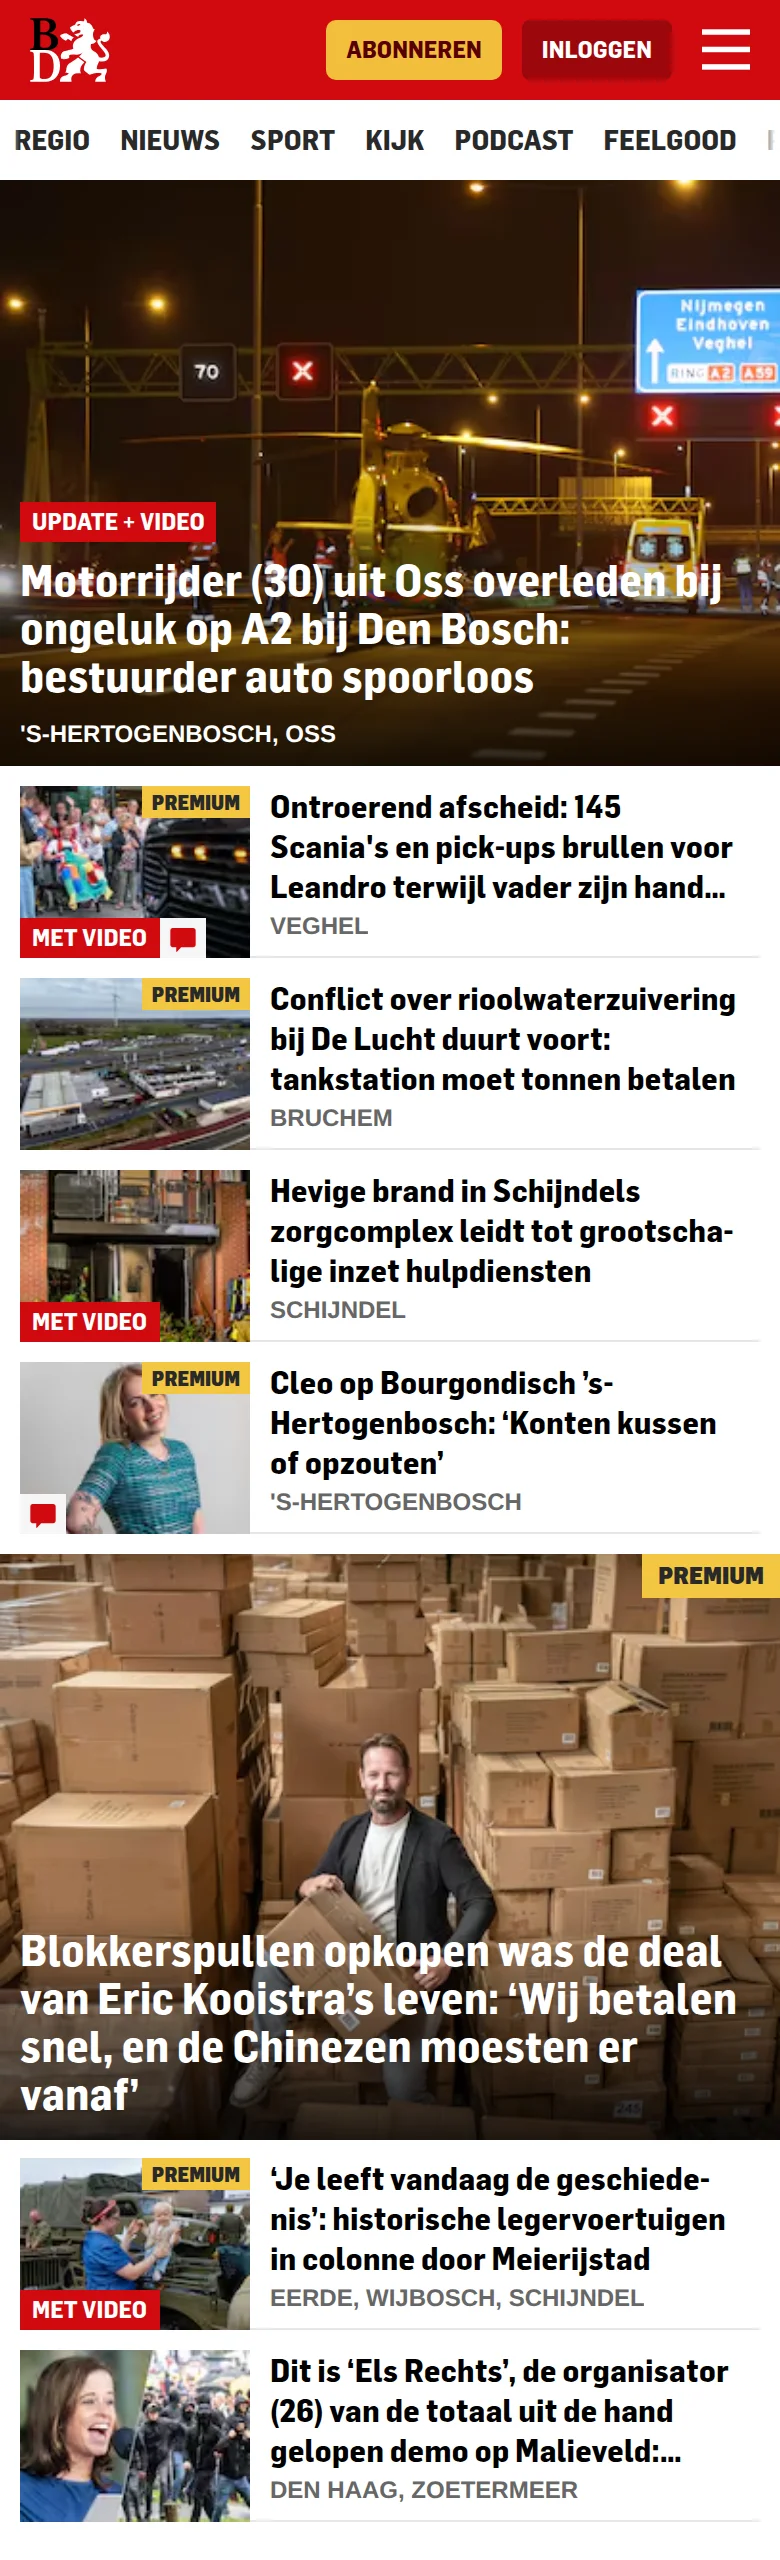 BD
ABONNEREN
INLOGGEN
REGIO NIEUWS SPORT KIJK PODCAST FEELGOOD
Nijmegen
Eindhoven
Veghel
RING A2 A59
70
UPDATE + VIDEO
Motorrijder (30) uit Oss overleden bij
ongeluk op A2 bij Den Bosch:
bestuurder auto spoorloos
'S-HERTOGENBOSCH, OSS
PREMIUM
MET VIDEO
Ontroerend afscheid: 145
Scania's en pick-ups brullen voor
Leandro terwijl vader zijn hand...
VEGHEL
PREMIUM
Conflict over rioolwaterzuivering
bij De Lucht duurt voort:
tankstation moet tonnen betalen
BRUCHEM
MET VIDEO
Hevige brand in Schijndels
zorgcomplex leidt tot grootscha-
lige inzet hulpdiensten
SCHIJNDEL
PREMIUM
Cleo op Bourgondisch ’s-
Hertogenbosch: ‘Konten kussen
of opzouten’
'S-HERTOGENBOSCH
PREMIUM
Blokkerspullen opkopen was de deal
van Eric Kooistra’s leven: ‘Wij betalen
snel, en de Chinezen moesten er
vanaf’
PREMIUM
MET VIDEO
‘Je leeft vandaag de geschiede-
nis’: historische legervoertuigen
in colonne door Meierijstad
EERDE, WIJBOSCH, SCHIJNDEL
Dit is ‘Els Rechts’, de organisator
(26) van de totaal uit de hand
gelopen demo op Malieveld:...
DEN HAAG, ZOETERMEER